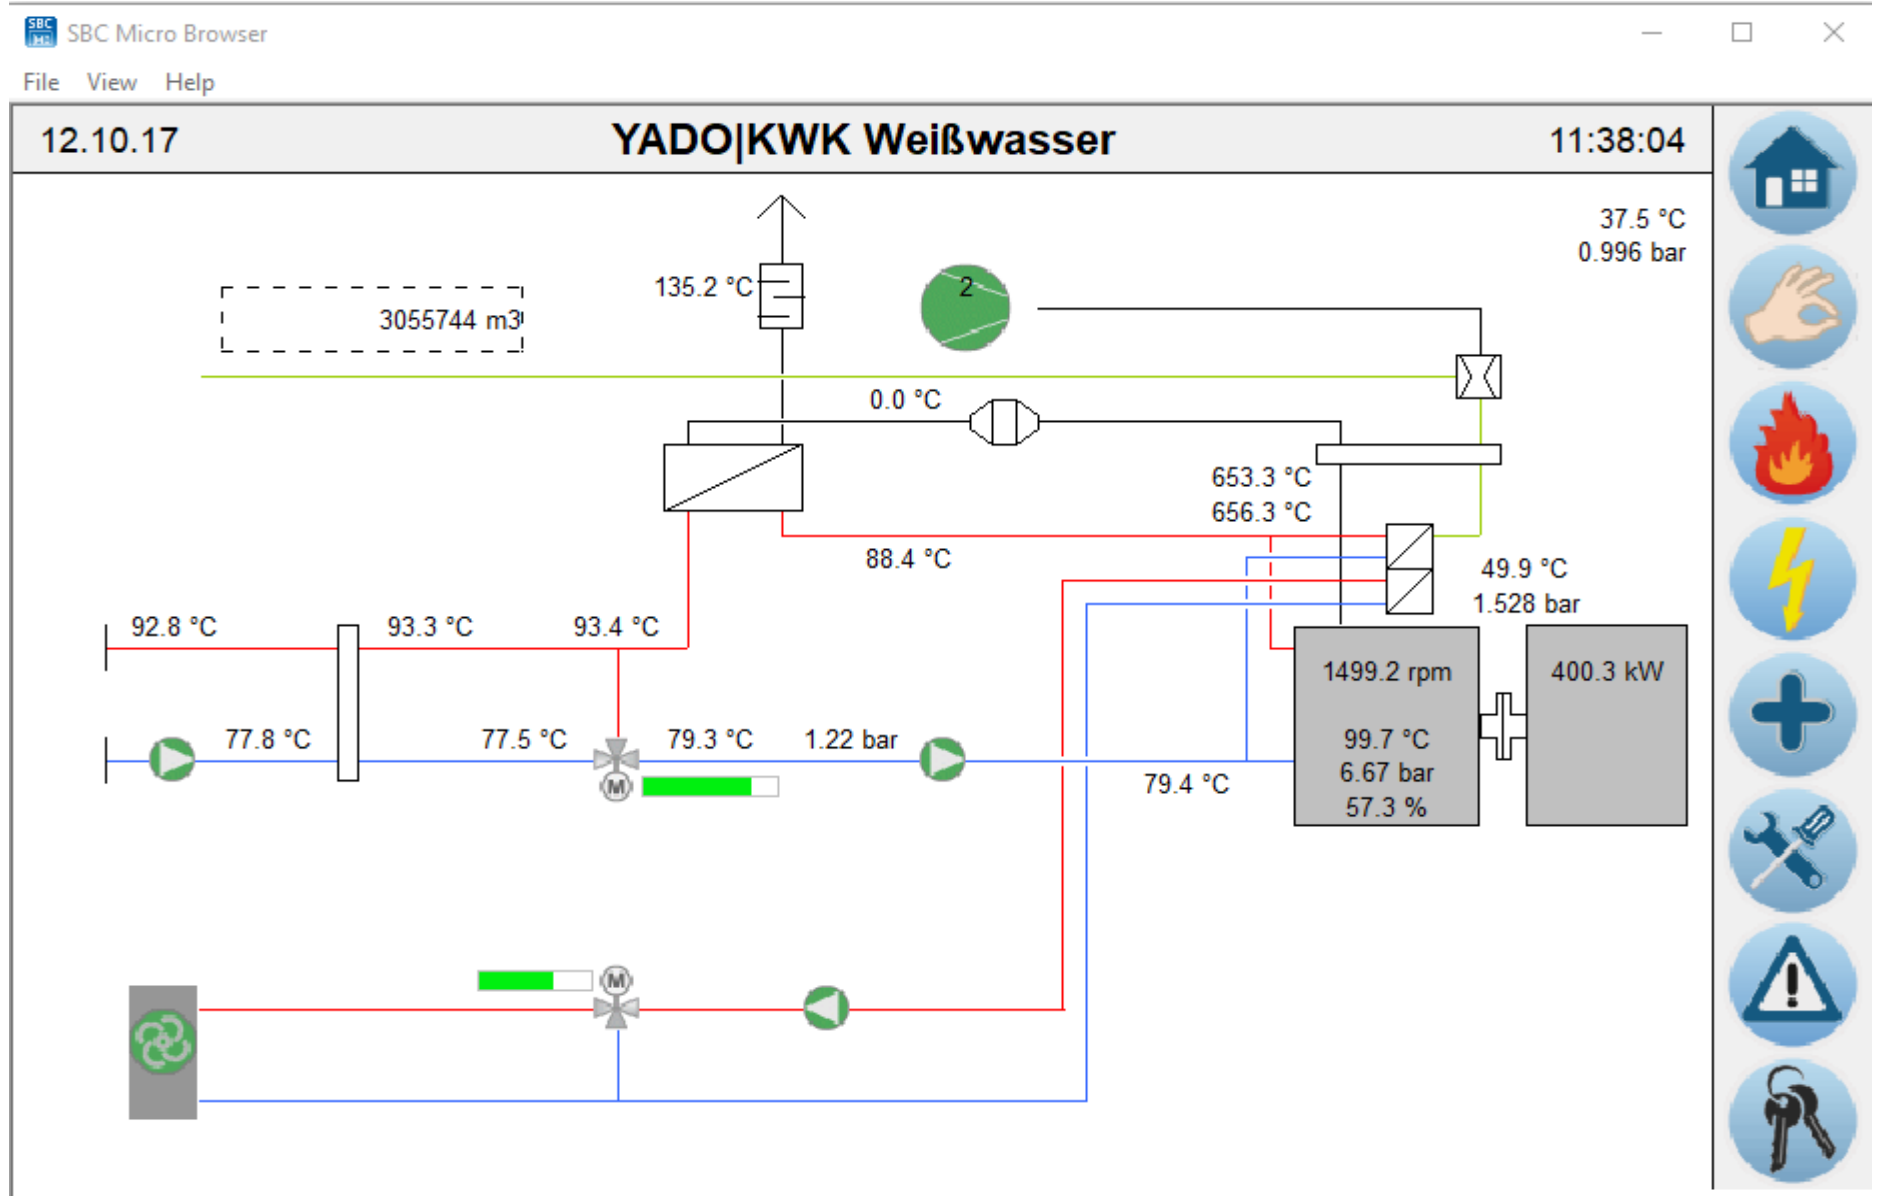 SBC Micro Browser
File View Help
12.10.17 YADO|KWK Weißwasser 11:38:04
37.5 °C
0.996 bar
135.2 °C
2
3055744 m3
0.0 °C
653.3 °C
656.3 °C
88.4 °C
49.9 °C
1.528 bar
92.8 °C 93.3 °C 93.4 °C
1499.2 rpm 400.3 kW
77.8 °C 77.5 °C 79.3 °C 1.22 bar
99.7 °C
6.67 bar
57.3 %
79.4 °C
M
M